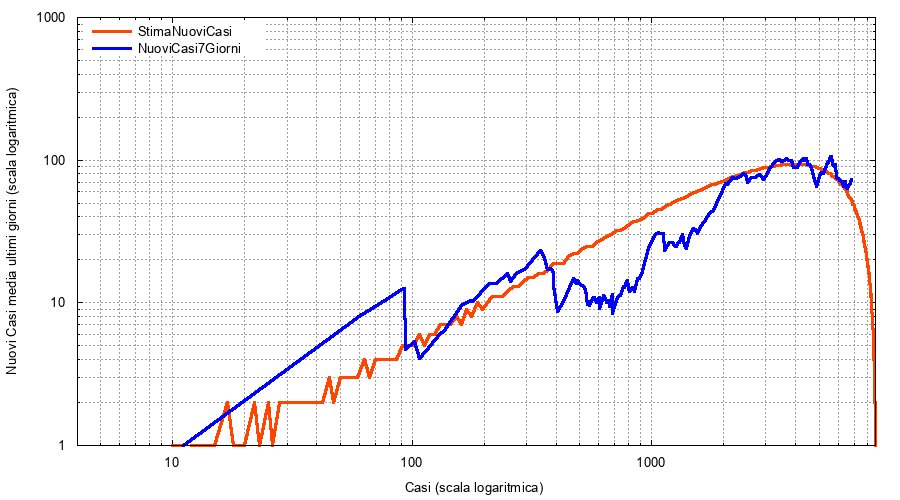 1000
StimaNuoviCasi
NuoviCasi7Giorni
100
10
1
Nuovi Casi media ultimi giorni (scala logaritmica)
10
100
1000
Casi (scala logaritmica)